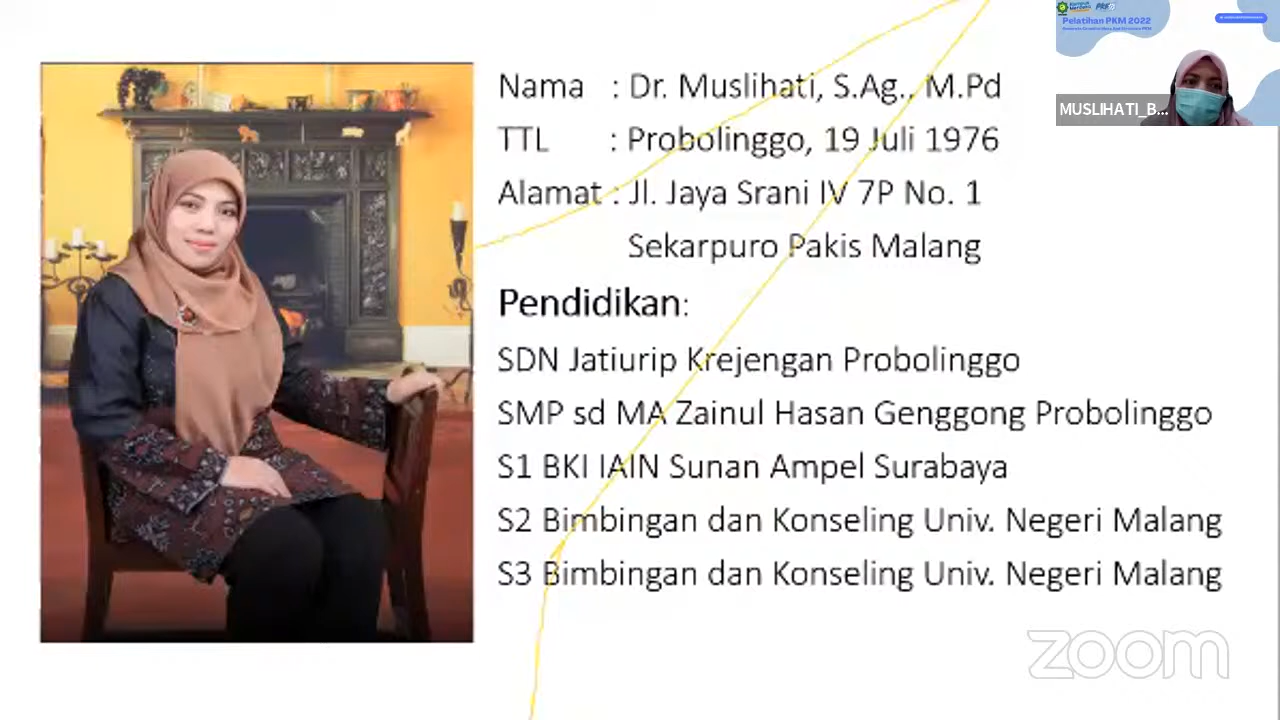 Nama : Dr. Muslihati, S.Ag., M.Pd
TTL : Probolinggo, 19 Juli 1976
Alamat : Jl. Jaya Srani IV 7P No. 1
Sekarpuro Pakis Malang
Pendidikan:
SDN Jatiurip Krejengan Probolinggo
SMP sd MA Zainul Hasan Genggong Probolinggo
S1 BKI IAIN Sunan Ampel Surabaya
S2 Bimbingan dan Konseling Univ. Negeri Malang
S3 Bimbingan dan Konseling Univ. Negeri Malang
Pelatihan PKM 2022
MUSLIHATI_B...
zoom